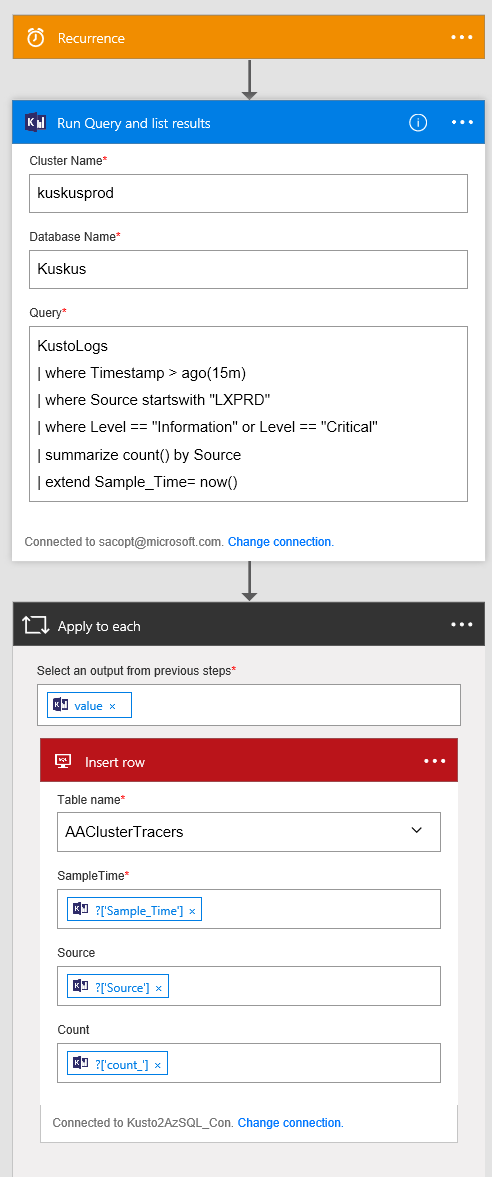 Recurrence
Run Query and list results
Cluster Name*
kuskusprod
Database Name*
Kuskus
Query*
KustoLogs
| where Timestamp > ago(15m)
| where Source startswith "LXPRD"
| where Level == "Information" or Level == "Critical"
| summarize count() by Source
| extend Sample_Time= now()
Connected to sacopt@microsoft.com. Change connection.
Apply to each
Select an output from previous steps*
value ×
Insert row
Table name*
AAClusterTracers
SampleTime*
?['Sample_Time'] ×
Source
?['Source'] ×
Count
?['count_'] ×
Connected to Kusto2AzSQL_Con. Change connection.